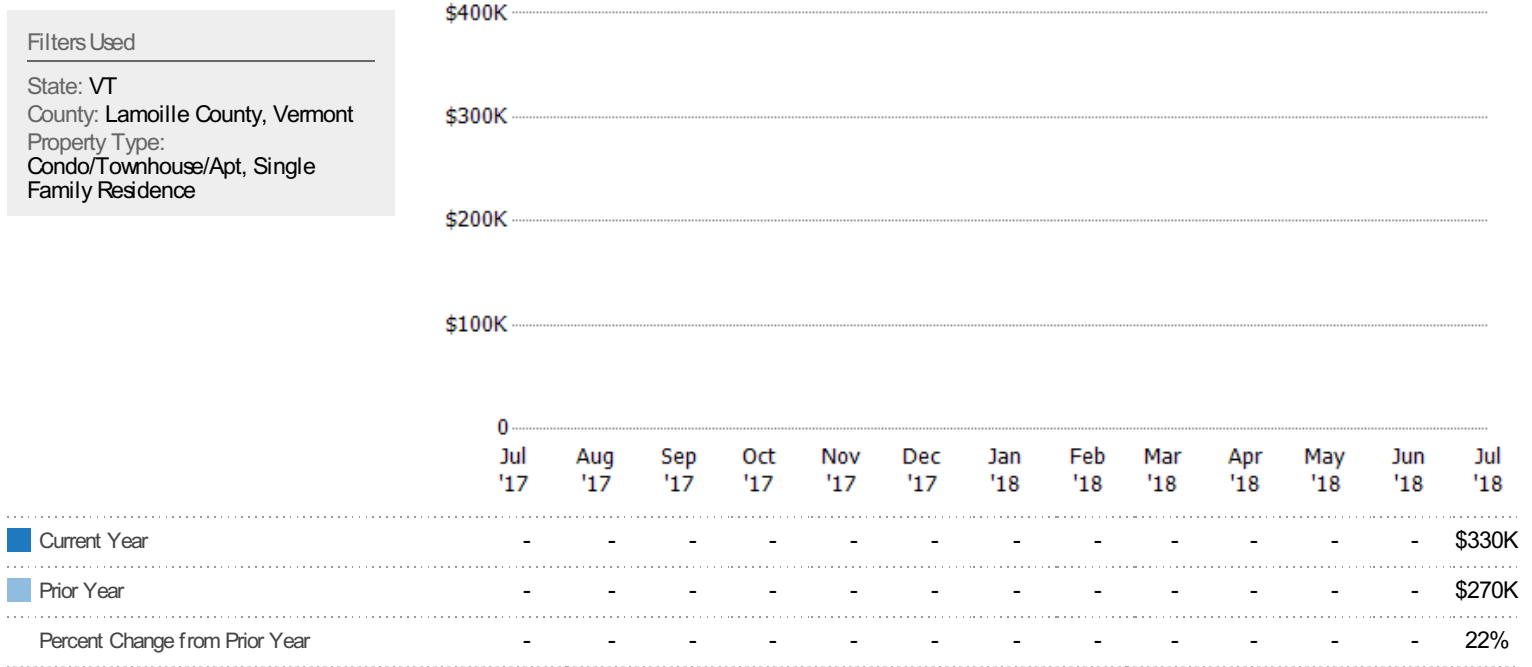 Filters Used
State: VT
County: Lamoille County, Vermont
Property Type:
Condo/Townhouse/Apt, Single
Family Residence
$400K
$300K
$200K
$100K
0
Jul Aug Sep Oct Nov Dec Jan Feb Mar Apr May Jun Jul
'17 '17 '17 '17 '17 '17 '18 '18 '18 '18 '18 '18 '18
Current Year - - - - - - - - - - - - $330K
Prior Year - - - - - - - - - - - - $270K
Percent Change from Prior Year - - - - - - - - - - - - 22%